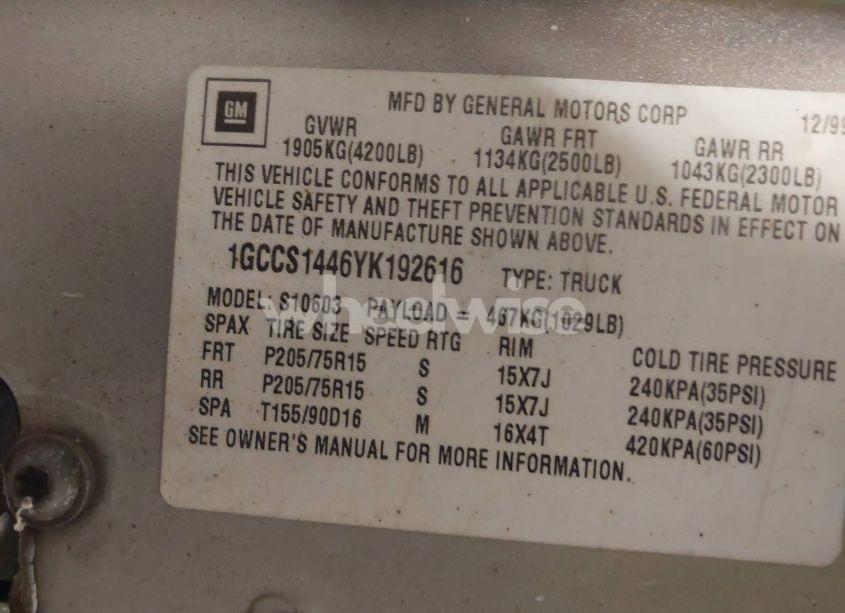 GM
MFD BY GENERAL MOTORS CORP 12/99
GVWR GAWR FRT GAWR RR
1905KG(4200LB) 1134KG(2500LB) 1043KG(2300LB)
THIS VEHICLE CONFORMS TO ALL APPLICABLE U.S. FEDERAL MOTOR
VEHICLE SAFETY AND THEFT PREVENTION STANDARDS IN EFFECT ON
THE DATE OF MANUFACTURE SHOWN ABOVE.
1GCCS1446YK192616 TYPE: TRUCK
wheelwise
MODEL: S10603 PAYLOAD = 467KG(1029LB)
SPAX TIRE SIZE SPEED RTG RIM COLD TIRE PRESSURE
FRT P205/75R15 S 15X7J 240KPA(35PSI)
RR P205/75R15 S 15X7J 240KPA(35PSI)
SPA T155/90D16 M 16X4T 420KPA(60PSI)
SEE OWNER'S MANUAL FOR MORE INFORMATION.